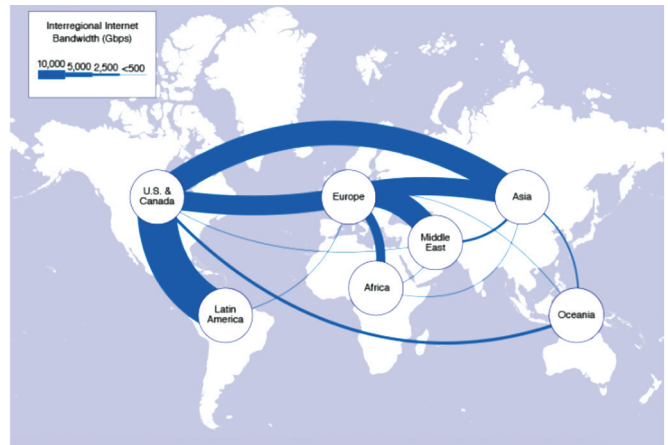 Interregional Internet
Bandwidth (Gbps)
10,000 5,000 2,500 <500
U.S. &
Canada
Europe
Asia
Middle
East
Africa
Latin
America
Oceania